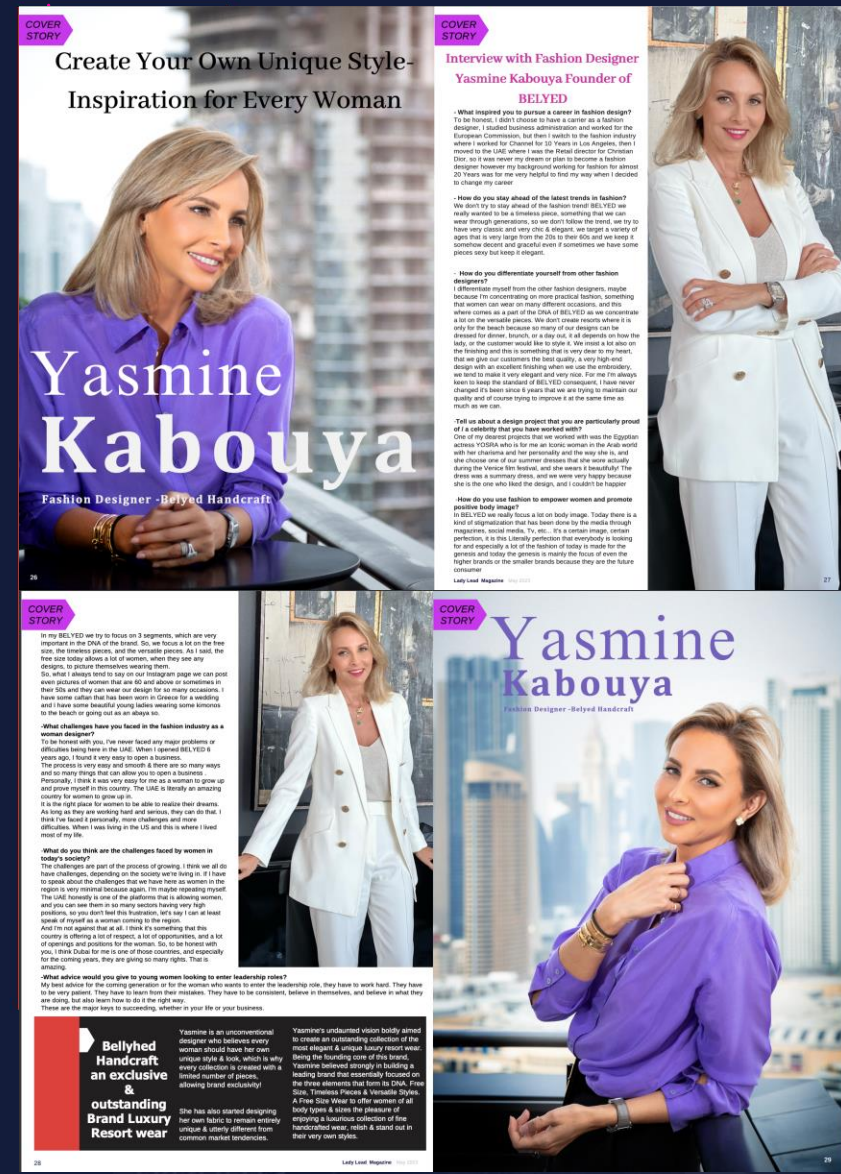 COVER
STORY
Create Your Own Unique Style-
Inspiration for Every Woman
Yasmine
Kabouya
Fashion Designer -Belyed Handcraft
26
COVER
STORY
Interview with Fashion Designer
Yasmine Kabouya Founder of
BELYED
- What inspired you to pursue a career in fashion design?
To be honest, I didn't choose to have a carrier as a fashion
designer, I studied business administration and worked for the
European Commission, but then I switch to the fashion industry
where I worked for Channel for 10 Years in Los Angeles, then I
moved to the UAE where I was the Retail director for Christian
Dior, so it was never my dream or plan to become a fashion
designer however my background working for fashion for almost
20 Years was for me very helpful to find my way when I decided
to change my career
- How do you stay ahead of the latest trends in fashion?
We don't try to stay ahead of the fashion trend! BELYED we
really wanted to be a timeless piece, something that we can
wear through generations, so we don't follow the trend, we try to
have very classic and very chic & elegant. we target a variety of
ages that is very large from the 20s to their 60s and we keep it
somehow decent and graceful even if sometimes we have some
pieces sexy but keep it elegant.
- How do you differentiate yourself from other fashion
designers?
I differentiate myself from the other fashion designers, maybe
because I'm concentrating on more practical fashion, something
that women can wear on many different occasions, and this
where comes as a part of the DNA of BELYED as we concentrate
a lot on the versatile pieces. We don't create resorts where it is
only for the beach because so many of our designs can be
dressed for dinner, brunch, or a day out, it all depends on how the
lady, or the customer would like to style it. We insist a lot also on
the finishing and this is something that is very dear to my heart,
that we give our customers the best quality, a very high-end
design with an excellent finishing when we use the embroidery,
we tend to make it very elegant and very nice. For me I'm always
keen to keep the standard of BELYED consequent, I have never
changed it's been since 6 years that we are trying to maintain our
quality and of course trying to improve it at the same time as
much as we can.
-Tell us about a design project that you are particularly proud
of / a celebrity that you have worked with?
One of my dearest projects that we worked with was the Egyptian
actress YOSRA who is for me an Iconic woman in the Arab world
with her charisma and her personality and the way she is, and
she choose one of our summer dresses that she wore actually
during the Venice film festival, and she wears it beautifully! The
dress was a summary dress, and we were very happy because
she is the one who liked the design, and I couldn't be happier
-How do you use fashion to empower women and promote
positive body image?
In BELYED we really focus a lot on body image. Today there is a
kind of stigmatization that has been done by the media through
magazines, social media, Tv, etc... It's a certain image, certain
perfection, it is this Literally perfection that everybody is looking
for and especially a lot of the fashion of today is made for the
genesis and today the genesis is mainly the focus of even the
higher brands or the smaller brands because they are the future
consumer
Lady Lead Magazine May 2023
27
COVER
STORY
In my BELYED we try to focus on 3 segments, which are very
important in the DNA of the brand. So, we focus a lot on the free
size, the timeless pieces, and the versatile pieces. As I said, the
free size today allows a lot of women, when they see any
designs, to picture themselves wearing them.
So, what I always tend to say on our Instagram page we can post
even pictures of women that are 60 and above or sometimes in
their 50s and they can wear our design for so many occasions. I
have some caftan that has been worn in Greece for a wedding
and I have some beautiful young ladies wearing some kimonos
to the beach or going out as an abaya so.
-What challenges have you faced in the fashion industry as a
woman designer?
To be honest with you, I've never faced any major problems or
difficulties being here in the UAE. When I opened BELYED 6
years ago, I found it very easy to open a business.
The process is very easy and smooth & there are so many ways
and so many things that can allow you to open a business .
Personally, I think it was very easy for me as a woman to grow up
and prove myself in this country. The UAE is literally an amazing
country for women to grow up in.
It is the right place for women to be able to realize their dreams.
As long as they are working hard and serious, they can do that. I
think I've faced it personally, more challenges and more
difficulties. When I was living in the US and this is where I lived
most of my life.
-What do you think are the challenges faced by women in
today's society?
The challenges are part of the process of growing. I think we all do
have challenges, depending on the society we're living in. If I have
to speak about the challenges that we have here as women in the
region is very minimal because again, I'm maybe repeating myself.
The UAE honestly is one of the platforms that is allowing women,
and you can see them in so many sectors having very high
positions, so you don't feel this frustration, let's say I can at least
speak of myself as a woman coming to the region.
And I'm not against that at all. I think it's something that this
country is offering a lot of respect, a lot of opportunities, and a lot
of openings and positions for the woman. So, to be honest with
you, I think Dubai for me is one of those countries, and especially
for the coming years, they are giving so many rights. That is
amazing.
-What advice would you give to young women looking to enter leadership roles?
My best advice for the coming generation or for the woman who wants to enter the leadership role, they have to work hard. They have
to be very patient. They have to learn from their mistakes. They have to be consistent, believe in themselves, and believe in what they
are doing, but also learn how to do it the right way.
These are the major keys to succeeding, whether in your life or your business.
Bellyhed
Handcraft
an exclusive
&
outstanding
Brand Luxury
Resort wear
Yasmine is an unconventional
designer who believes every
woman should have her own
unique style & look, which is why
every collection is created with a
limited number of pieces,
allowing brand exclusivity!
She has also started designing
her own fabric to remain entirely
unique & utterly different from
common market tendencies.
Yasmine's undaunted vision boldly aimed
to create an outstanding collection of the
most elegant & unique luxury resort wear.
Being the founding core of this brand,
Yasmine believed strongly in building a
leading brand that essentially focused on
the three elements that form its DNA. Free
Size, Timeless Pieces & Versatile Styles.
A Free Size Wear to offer women of all
body types & sizes the pleasure of
enjoying a luxurious collection of fine
handcrafted wear, relish & stand out in
their very own styles.
28
Lady Lead Magazine May 2023
COVER
STORY
Yasmine
Kabouya
Fashion Designer -Belyed Handcraft
29